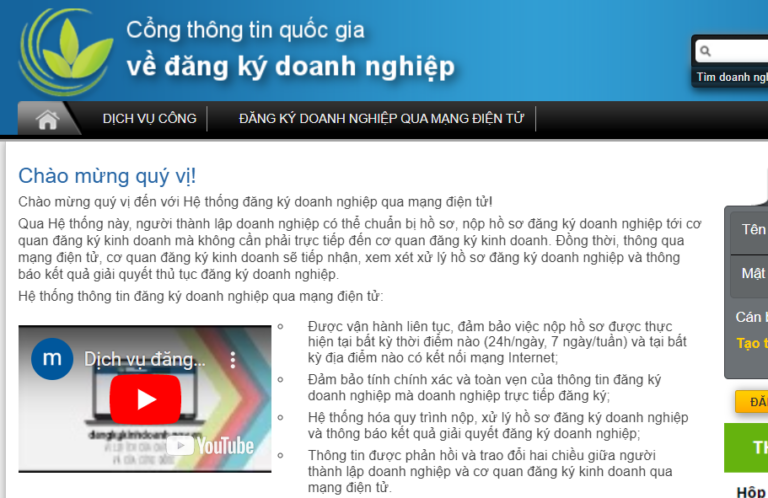 Cổng thông tin quốc gia
về đăng ký doanh nghiệp
Tìm doanh
DỊCH VỤ CÔNG
ĐĂNG KÝ DOANH NGHIỆP QUA MẠNG ĐIỆN TỬ
Chào mừng quý vị!
Chào mừng quý vị đến với Hệ thống đăng ký doanh nghiệp qua mạng điện tử!
Qua Hệ thống này, người thành lập doanh nghiệp có thể chuẩn bị hồ sơ, nộp hồ sơ đăng ký doanh nghiệp tới cơ
quan đăng ký kinh doanh mà không cần phải trực tiếp đến cơ quan đăng ký kinh doanh. Đồng thời, thông qua
mạng điện tử, cơ quan đăng ký kinh doanh sẽ tiếp nhận, xem xét xử lý hồ sơ đăng ký doanh nghiệp và thông
báo kết quả giải quyết thủ tục đăng ký doanh nghiệp.
Hệ thống thông tin đăng ký doanh nghiệp qua mạng điện tử:
m
Dịch vụ đăng...
YouTube
Được vận hành liên tục, đảm bảo việc nộp hồ sơ được thực
hiện tại bất kỳ thời điểm nào (24h/ngày, 7 ngày/tuần) và tại bất
kỳ địa điểm nào có kết nối mạng Internet;
Đảm bảo tính chính xác và toàn vẹn của thông tin đăng ký
doanh nghiệp mà doanh nghiệp trực tiếp đăng ký;
Hệ thống hóa quy trình nộp, xử lý hồ sơ đăng ký doanh nghiệp
và thông báo kết quả giải quyết đăng ký doanh nghiệp;
Thông tin được phản hồi và trao đổi hai chiều giữa người
thành lập doanh nghiệp và cơ quan đăng ký kinh doanh qua
mạng điện tử.
Tên
Mật
Cán
Tạo
Hộp